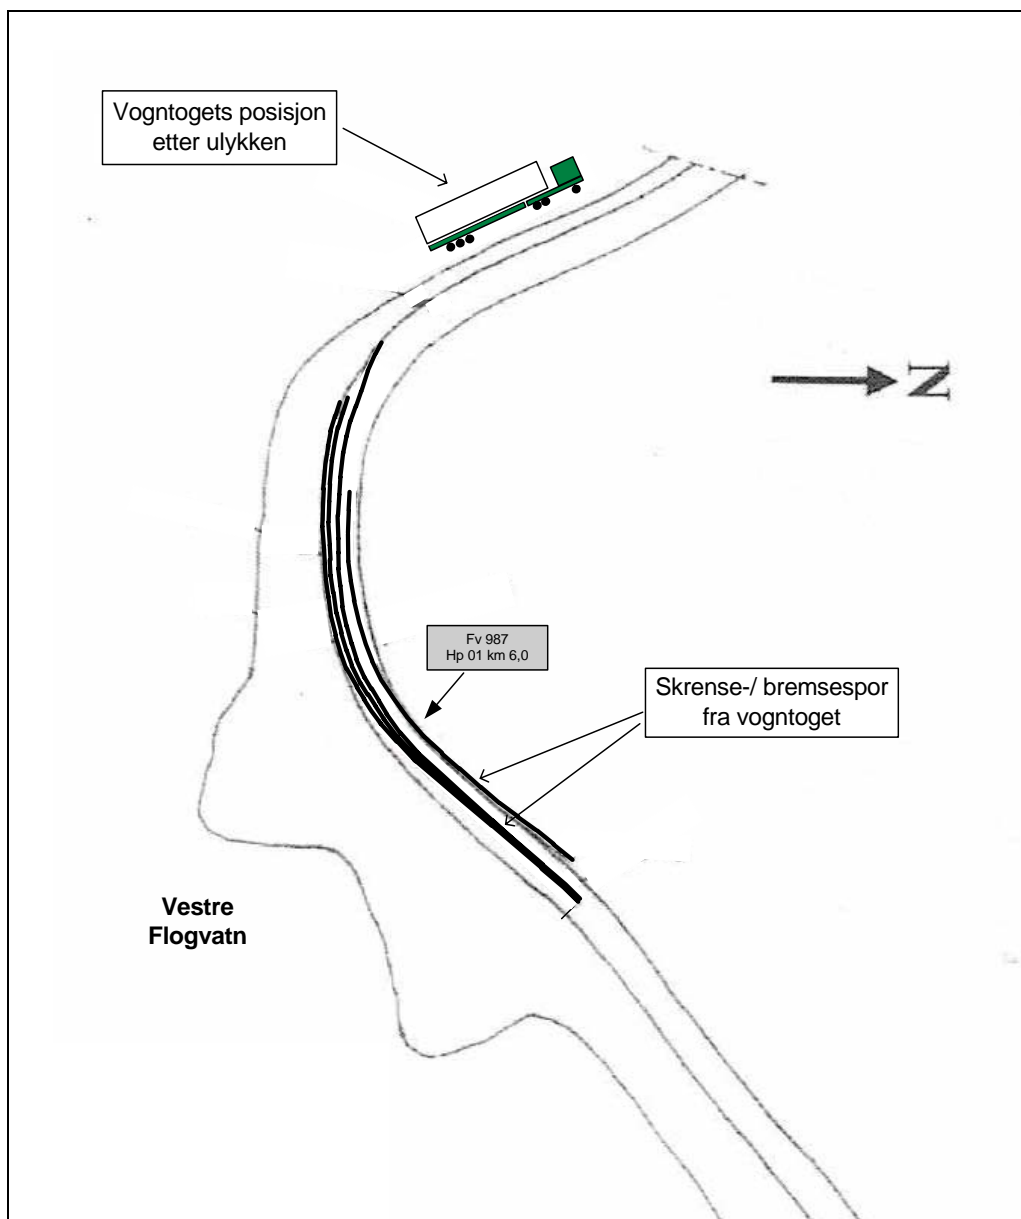 Vogntogets posisjon
etter ulykken
N
Fv 987
Hp 01 km 6,0
Skrense-/ bremsespor
fra vogntoget
Vestre
Flogvatn